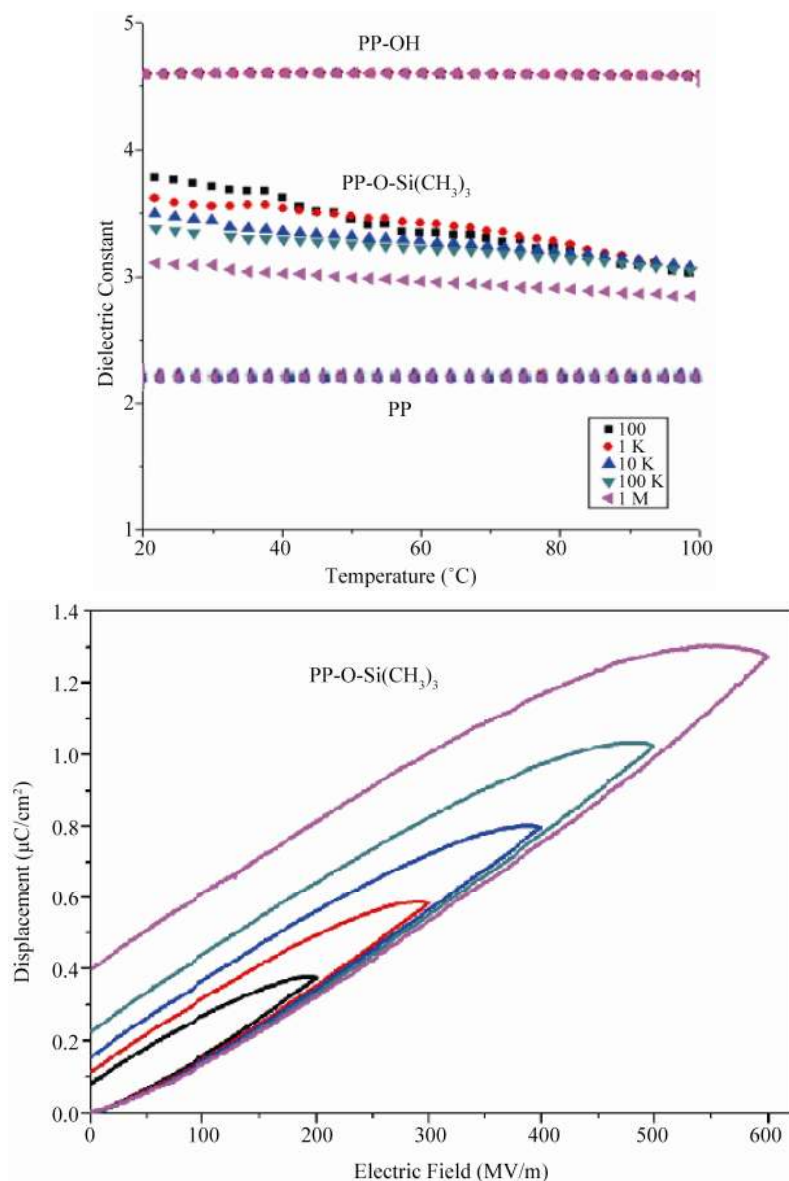 5
PP-OH
4
PP-O-Si(CH3)3
3
2
PP
100
1 K
10 K
100 K
1 M
1
20 40 60 80 100
Dielectric Constant
Temperature (˚C)
1.4
PP-O-Si(CH3)3
1.2
1.0
0.8
0.6
0.4
0.2
0.0
0 100 200 300 400 500 600
Displacement (μC/cm²)
Electric Field (MV/m)